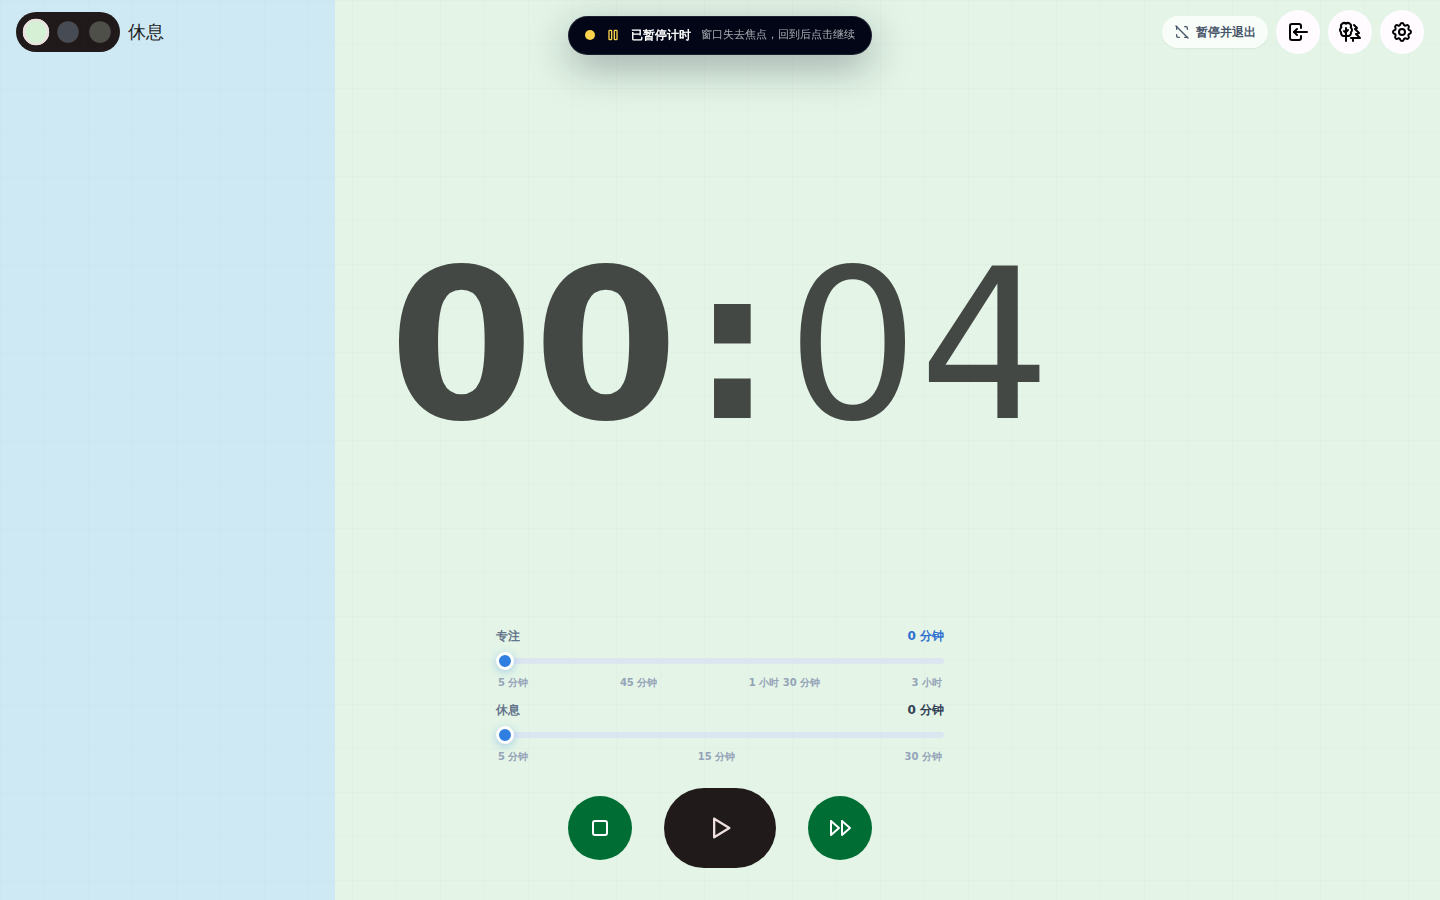 休息
已暂停计时 窗口失去焦点，回到后点击继续
暂停并退出
00:04
专注 0 分钟
5 分钟 45 分钟 1 小时 30 分钟 3 小时
休息 0 分钟
5 分钟 15 分钟 30 分钟